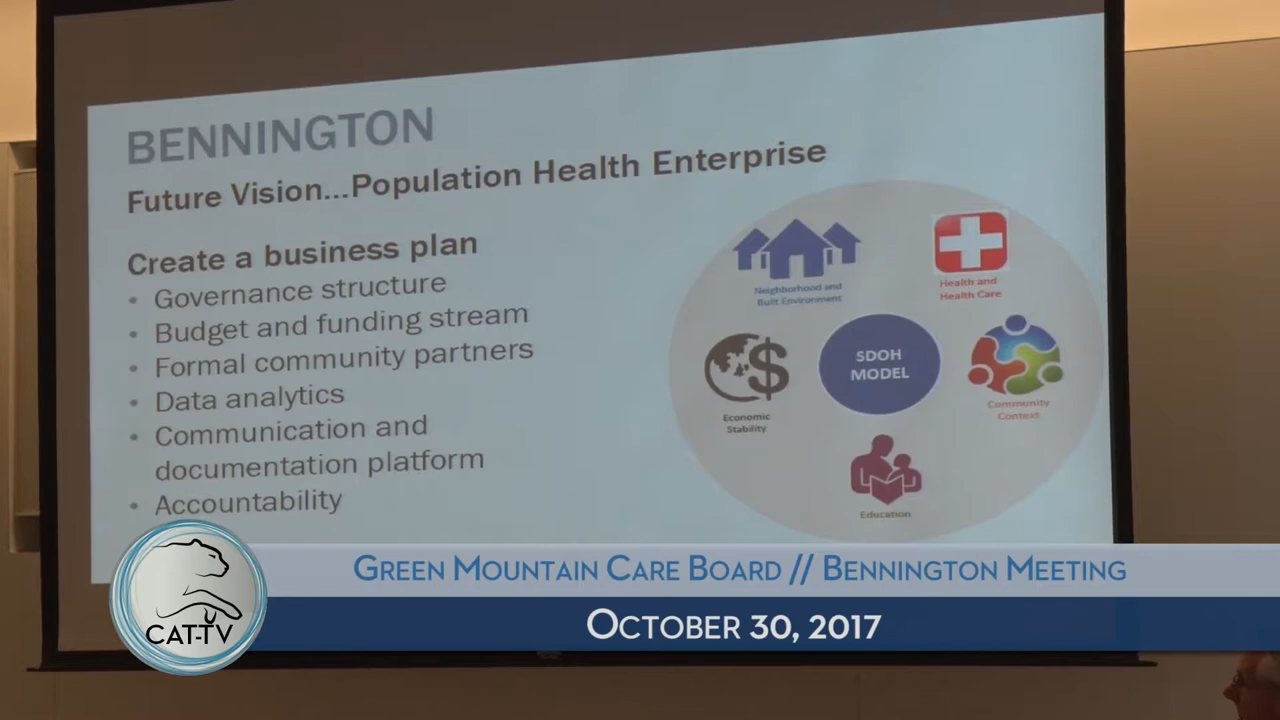 BENNINGTON
Future Vision...Population Health Enterprise
Create a business plan
• Governance structure
• Budget and funding stream
• Formal community partners
• Data analytics
• Communication and
documentation platform
• Accountability
Neighborhood and
Built Environment
Health and
Health Care
SDOH
MODEL
Economic
Stability
Community
Context
Education
CAT-TV
GREEN MOUNTAIN CARE BOARD // BENNINGTON MEETING
OCTOBER 30, 2017